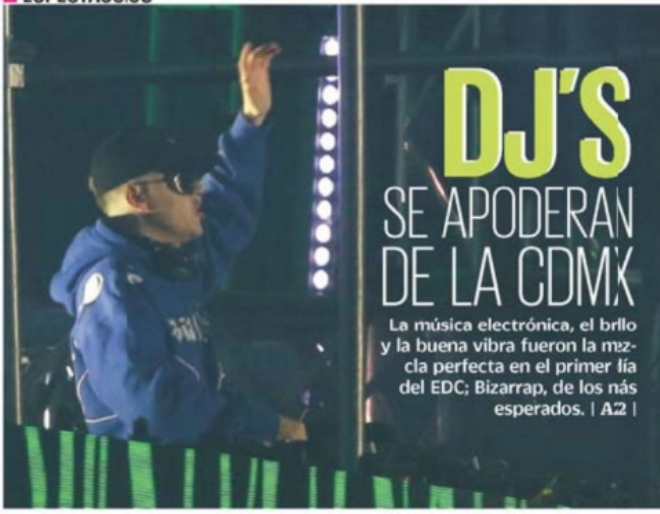 DJ'S
SE APODERAN
DE LA CDMX
La música electrónica, el brllo
y la buena vibra fueron la mez-
cla perfecta en el primer lía
del EDC; Bizarrap, de los nás
esperados. | A2 |